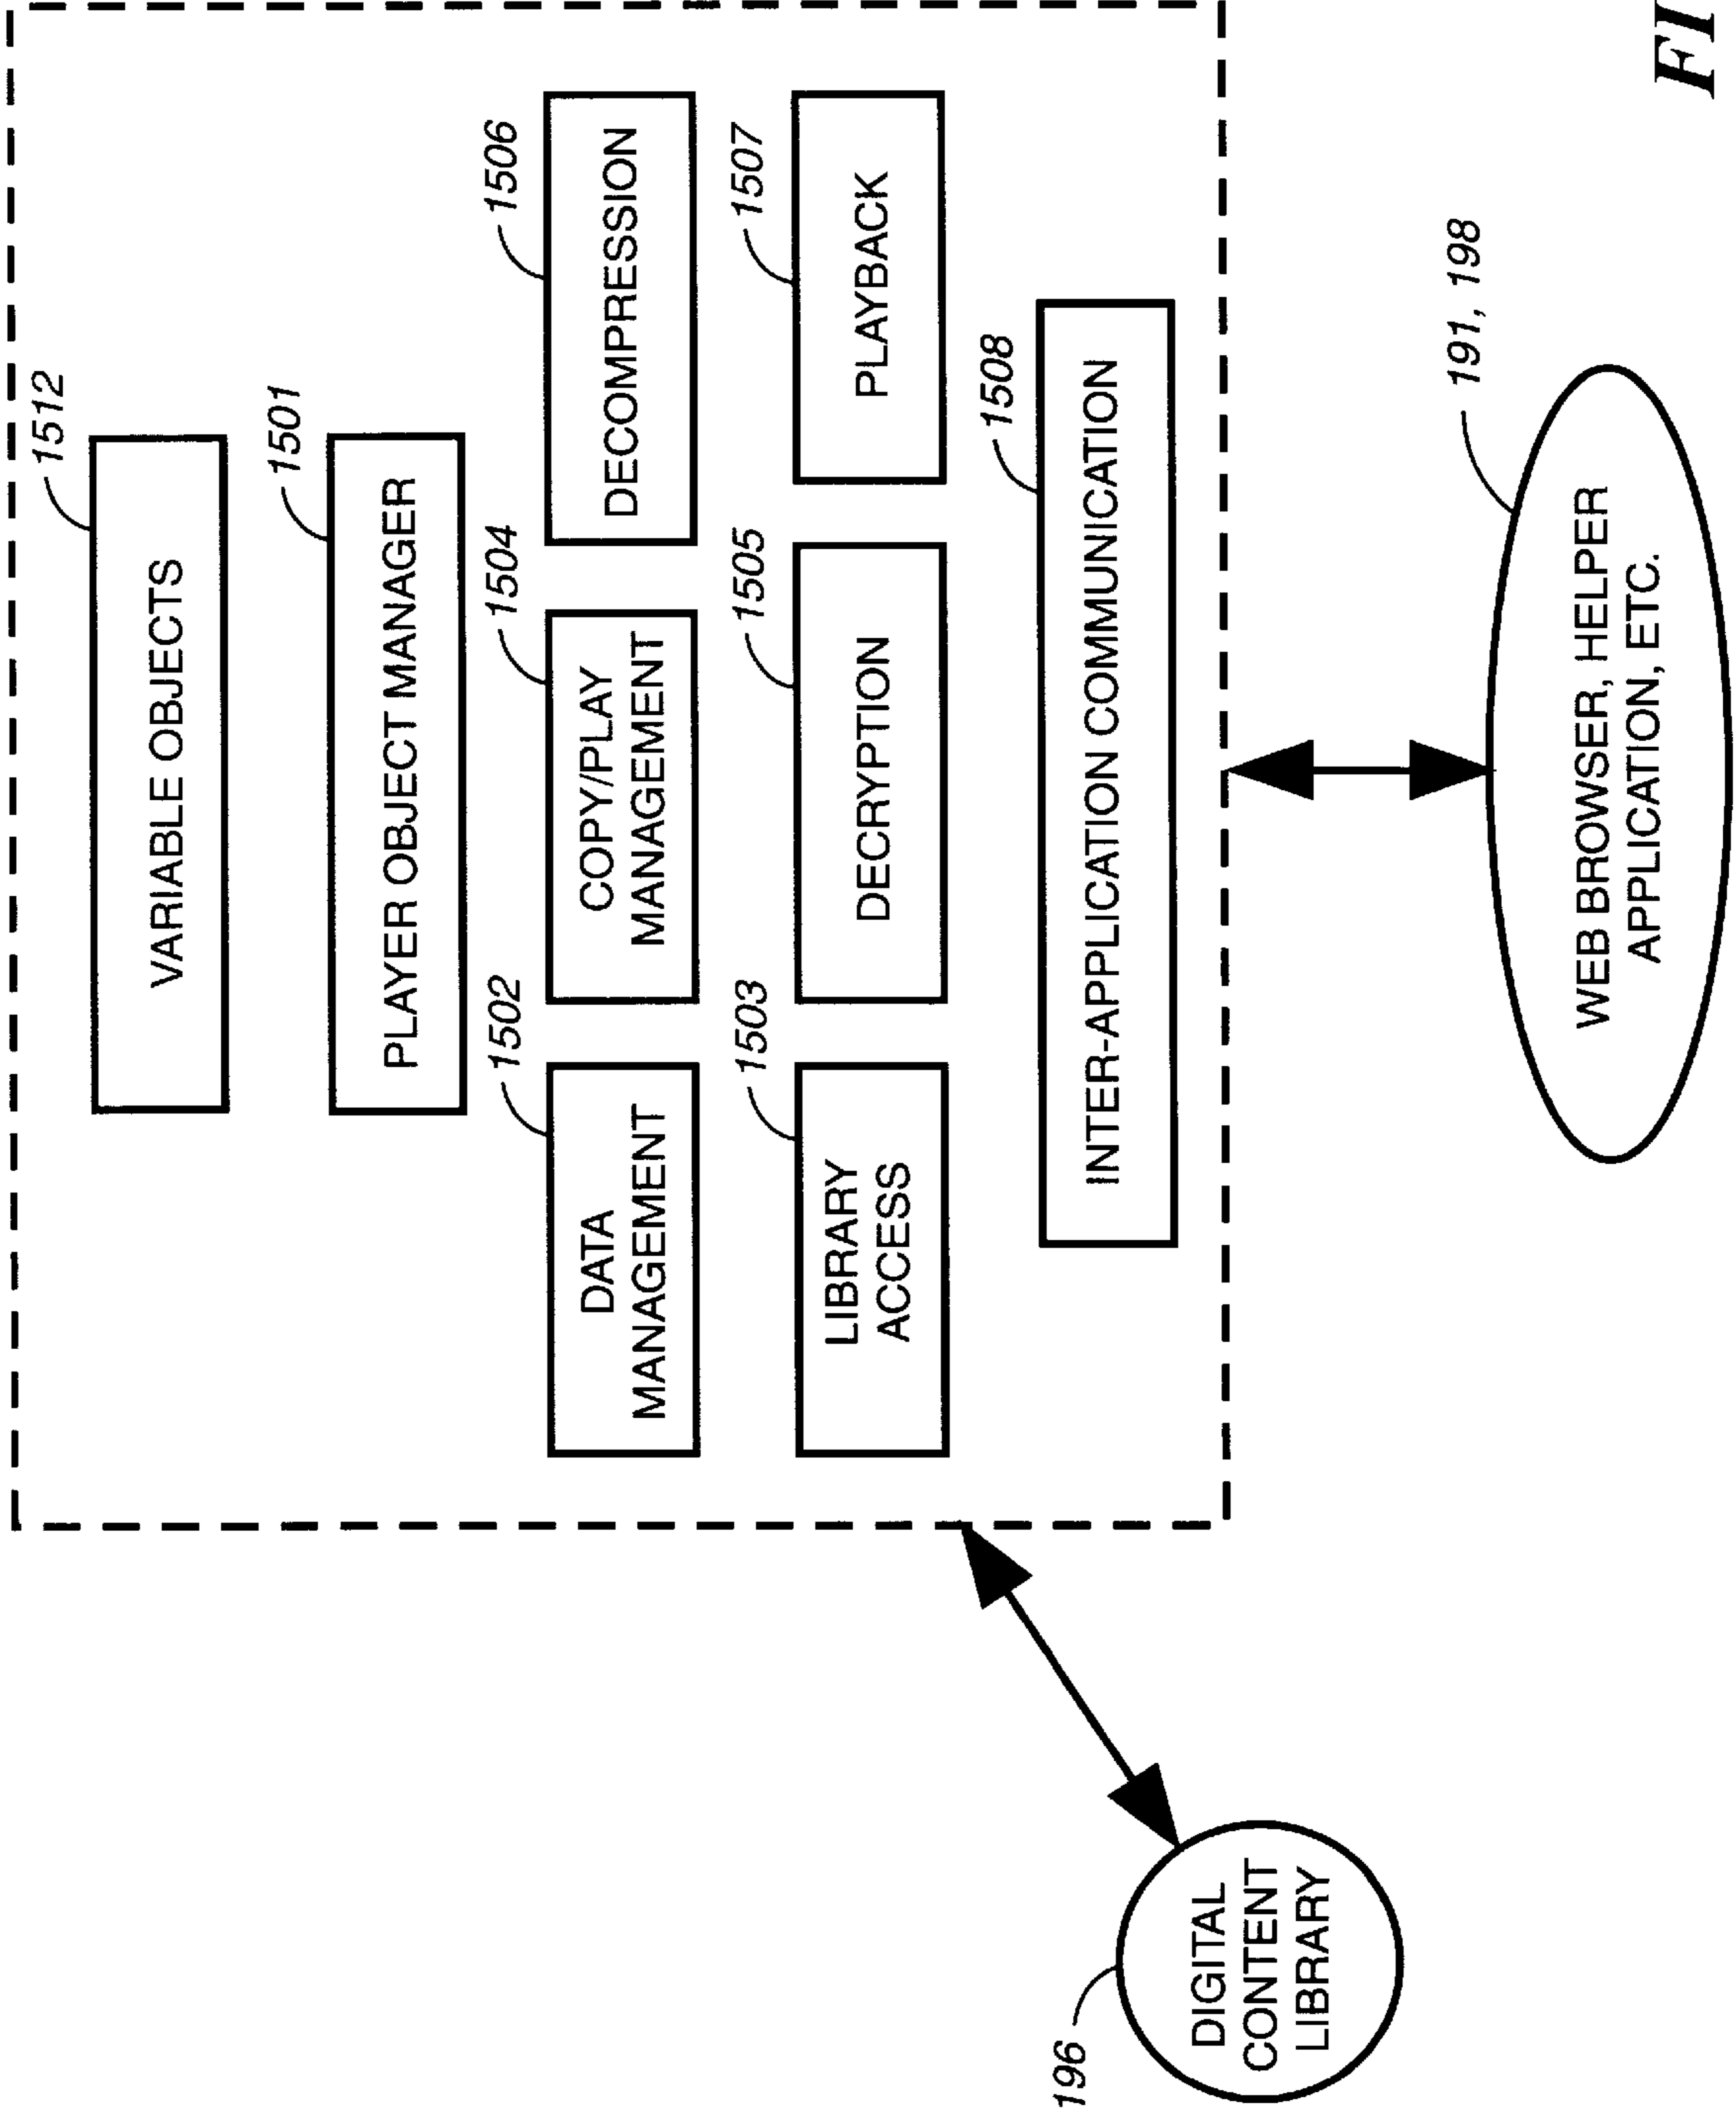 1512
VARIABLE OBJECTS
1501
PLAYER OBJECT MANAGER
1502
DATA
MANAGEMENT
1504
COPY/PLAY
MANAGEMENT
1506
DECOMPRESSION
1503
LIBRARY
ACCESS
1505
DECRYPTION
1507
PLAYBACK
1508
INTER-APPLICATION COMMUNICATION
196
DIGITAL
CONTENT
LIBRARY
191, 198
WEB BROWSER, HELPER
APPLICATION, ETC.
FI